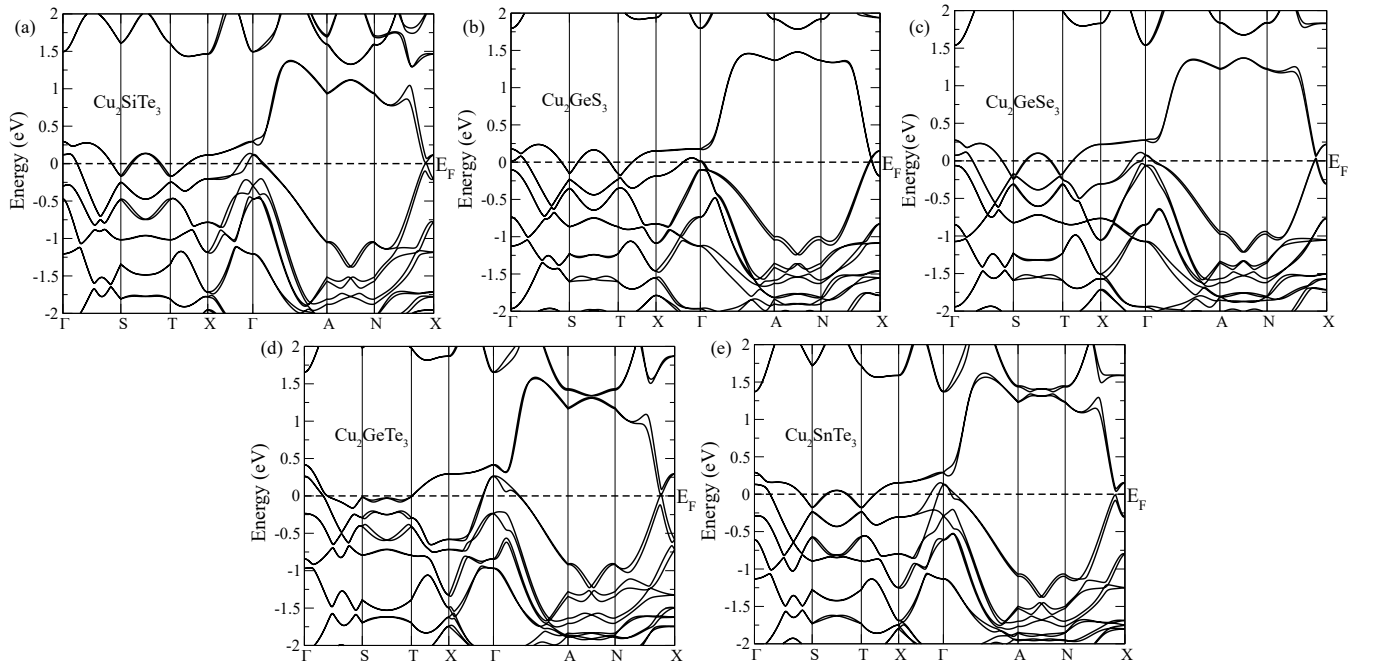 (a)
Energy (eV)
2
1.5
1
0.5
0
-0.5
-1
-1.5
-2
Cu2SiTe3
EF
Γ S T X Γ A N X
(b)
Energy (eV)
2
1.5
1
0.5
0
-0.5
-1
-1.5
-2
Cu2GeS3
EF
Γ S T X Γ A N X
(c)
Energy(eV)
2
1.5
1
0.5
0
-0.5
-1
-1.5
-2
Cu2GeSe3
EF
Γ S T X Γ A N X
(d)
Energy (eV)
2
1.5
1
0.5
0
-0.5
-1
-1.5
-2
Cu2GeTe3
EF
Γ S T X Γ A N X
(e)
Energy (eV)
2
1.5
1
0.5
0
-0.5
-1
-1.5
-2
Cu2SnTe3
EF
Γ S T X Γ A N X